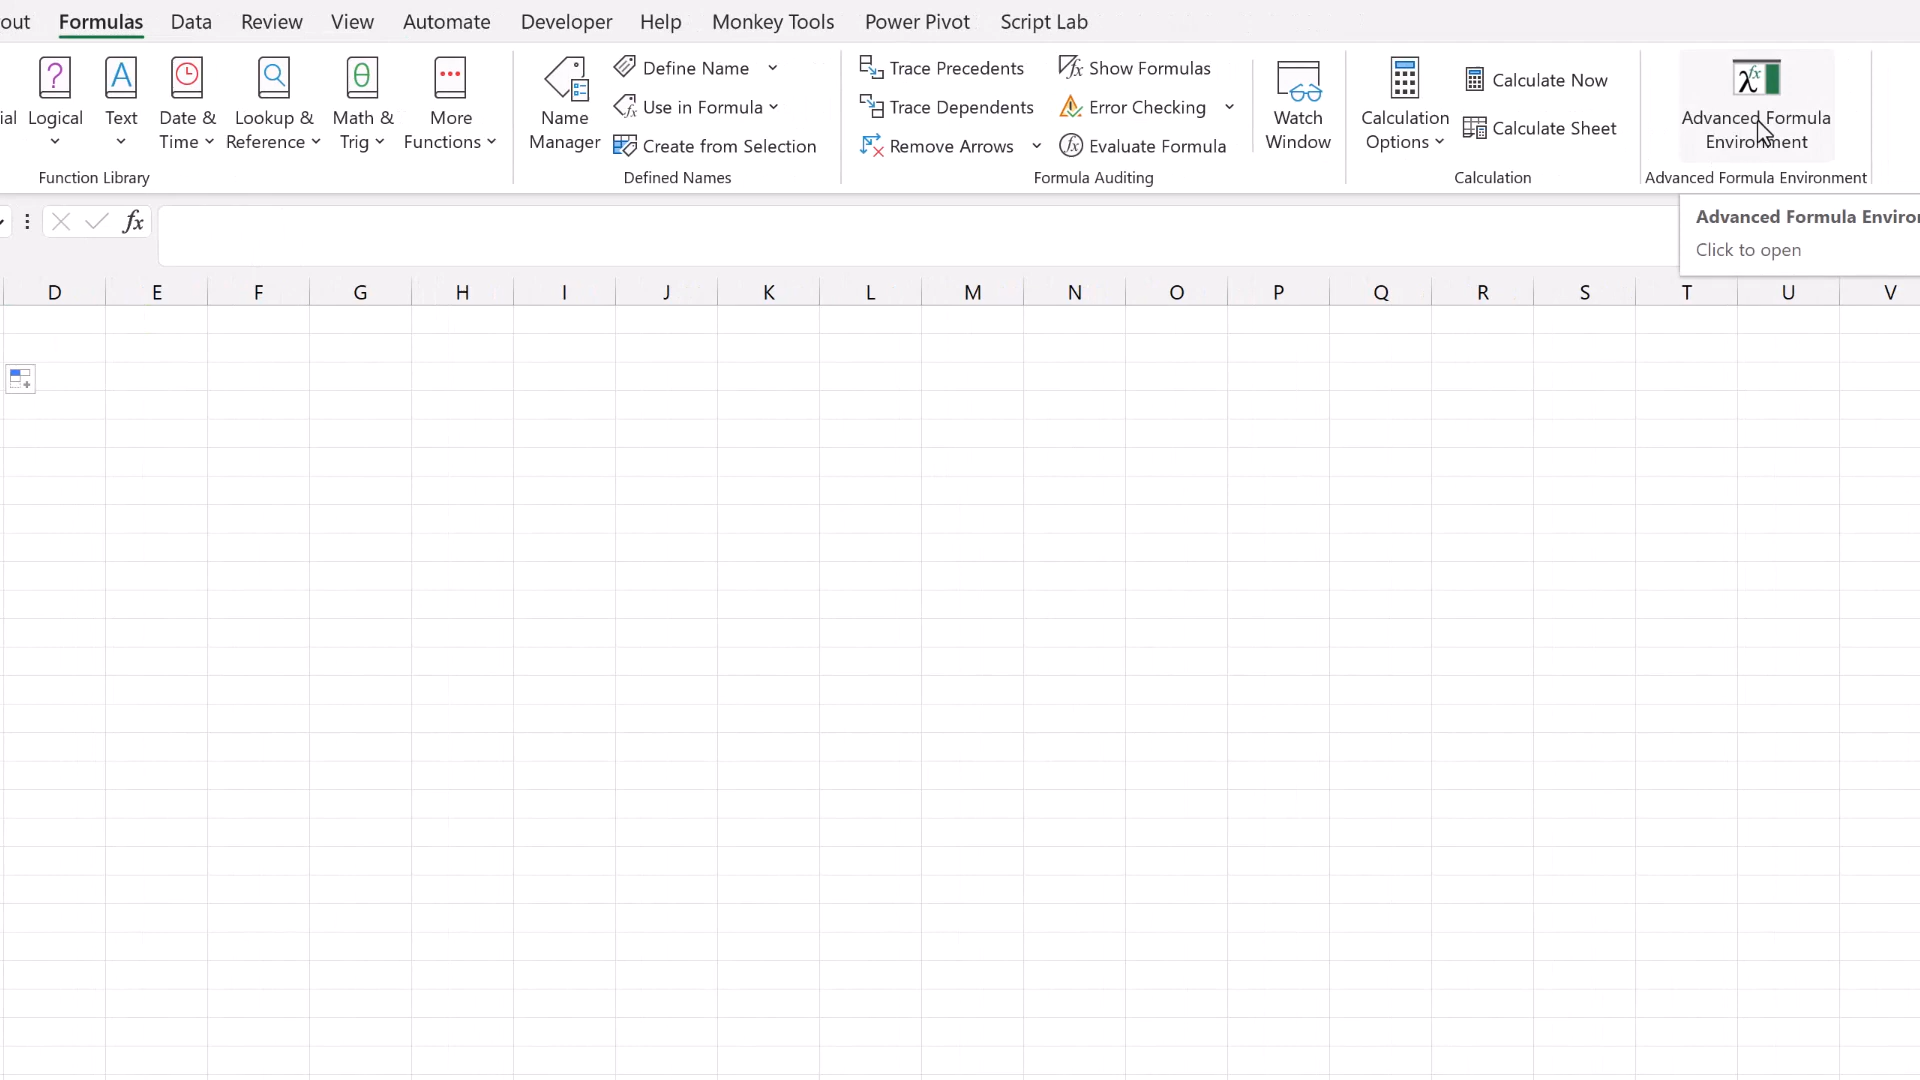 out Formulas Data Review View Automate Developer Help Monkey Tools Power Pivot Script Lab
ial Logical Text Date & Time Lookup & Reference Math & Trig More Functions
Function Library
Name Manager
Define Name
Use in Formula
Create from Selection
Defined Names
Trace Precedents
Trace Dependents
Remove Arrows
Show Formulas
Error Checking
Evaluate Formula
Formula Auditing
Watch Window
Calculation Options
Calculate Now
Calculate Sheet
Calculation
Advanced Formula
Environment
Advanced Formula Environment
fx
Advanced Formula Environ
Click to open
D E F G H I J K L M N O P Q R S T U V